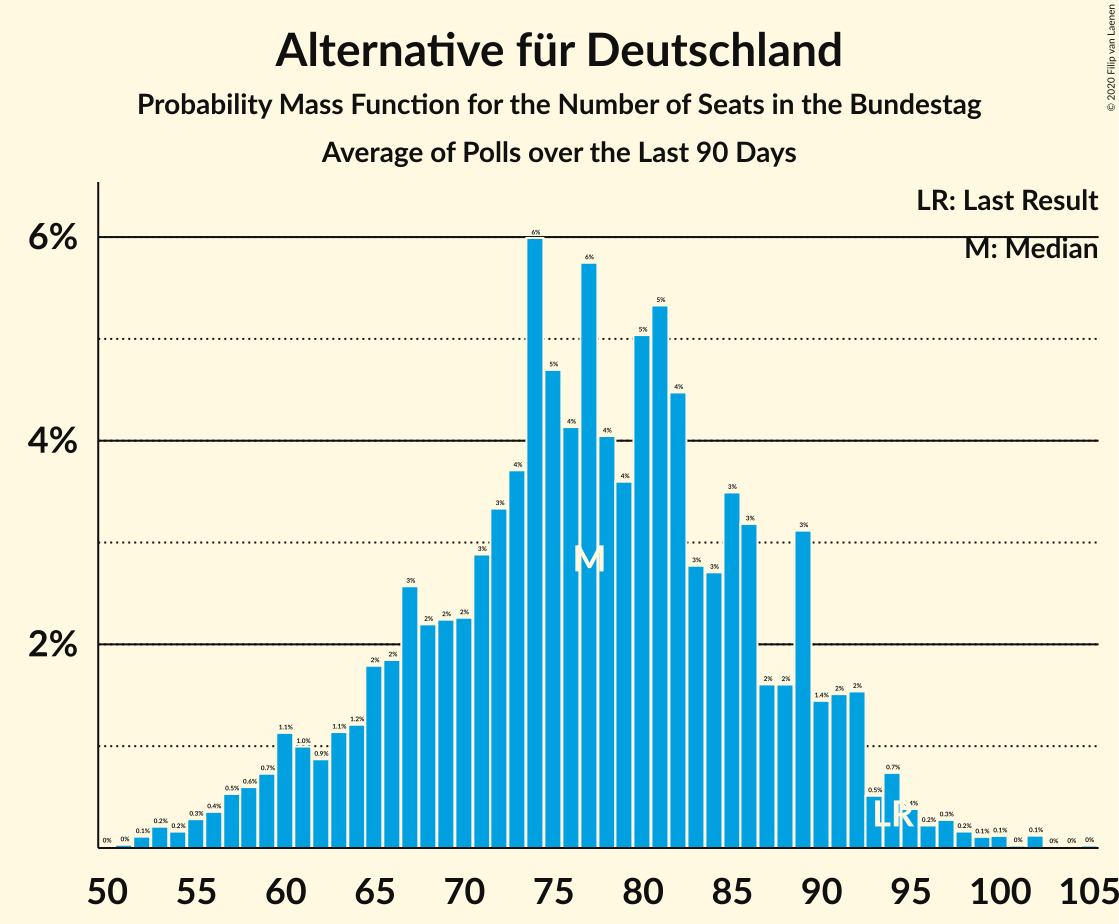 Alternative für Deutschland
Probability Mass Function for the Number of Seats in the Bundestag
Average of Polls over the Last 90 Days
© 2020 Filip van Laenen
LR: Last Result
M: Median
6%
4%
2%
0% 0% 0.1% 0.2% 0.2% 0.3% 0.4% 0.5% 0.6% 0.7% 1.1% 1.0% 0.9% 1.1% 1.2% 2% 2% 3% 2% 2% 2% 3% 3% 4% 6% 5% 4% 6% 4% 4% 5% 5% 4% 3% 3% 3% 3% 2% 2% 3% 1.4% 2% 2% 0.5% 0.7% 0.2% 0.3% 0.2% 0.1% 0.1% 0% 0.1% 0% 0% 0%
M
LR
50 55 60 65 70 75 80 85 90 95 100 105